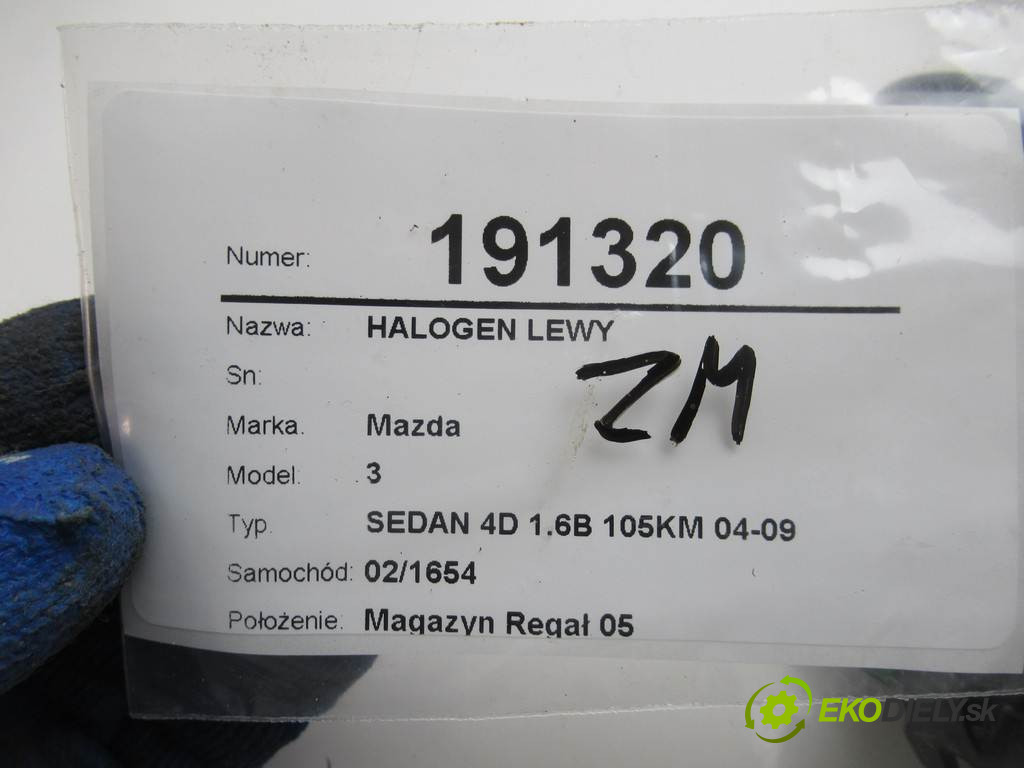 Numer: 191320
Nazwa: HALOGEN LEWY
ZM
Sn:
Marka. Mazda
Model: 3
Typ. SEDAN 4D 1.6B 105KM 04-09
Samochód: 02/1654
Położenie: Magazyn Regał 05
EKODIELY.sk